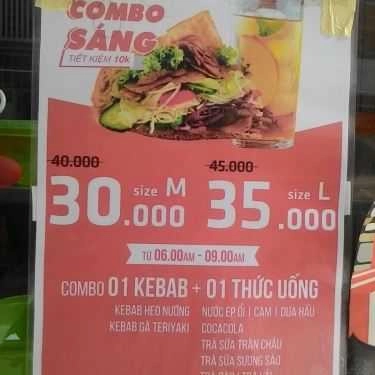 COMBO
SÁNG
TIẾT KIỆM 10K
40.000
30.000 size M
45.000
35.000 size L
TỪ 06.00AM - 09.00AM
COMBO 01 KEBAB + 01 THỨC UỐNG
KEBAB HEO NƯỚNG
KEBAB GÀ TERIYAKI
NƯỚC ÉP ỔI | CAM | DƯA HẤU
COCACOLA
TRÀ SỮA TRÂN CHÂU
TRÀ SỮA SƯƠNG SÁO